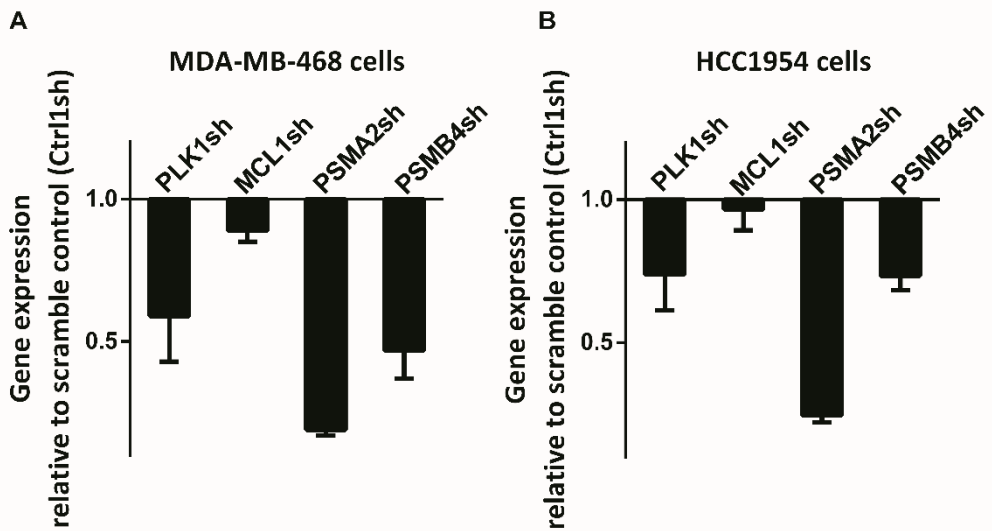 A
MDA-MB-468 cells
Gene expression
relative to scramble control (Ctrl1sh)
PLK1sh
MCL1sh
PSMA2sh
PSMB4sh
1.0
0.5
B
HCC1954 cells
Gene expression
relative to scramble control (Ctrl1sh)
PLK1sh
MCL1sh
PSMA2sh
PSMB4sh
1.0
0.5